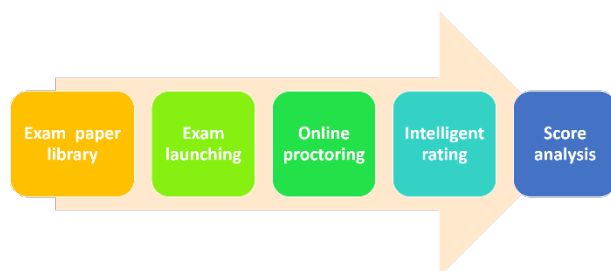 Exam paper
library
Exam
launching
Online
proctoring
Intelligent
rating
Score
analysis